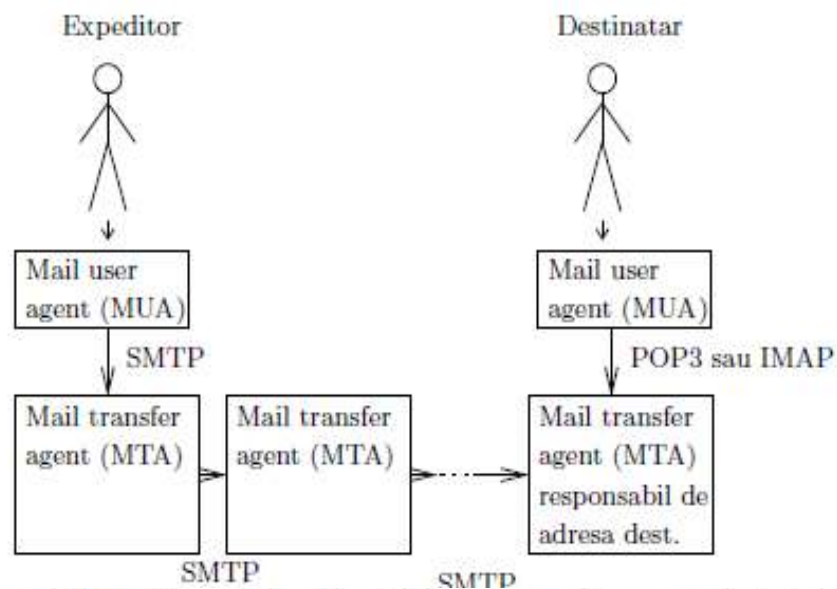 Expeditor
Destinatar
Mail user
agent (MUA)
Mail user
agent (MUA)
SMTP
POP3 sau IMAP
Mail transfer
agent (MTA)
Mail transfer
agent (MTA)
Mail transfer
agent (MTA)
responsabil de
adresa dest.
SMTP
SMTP